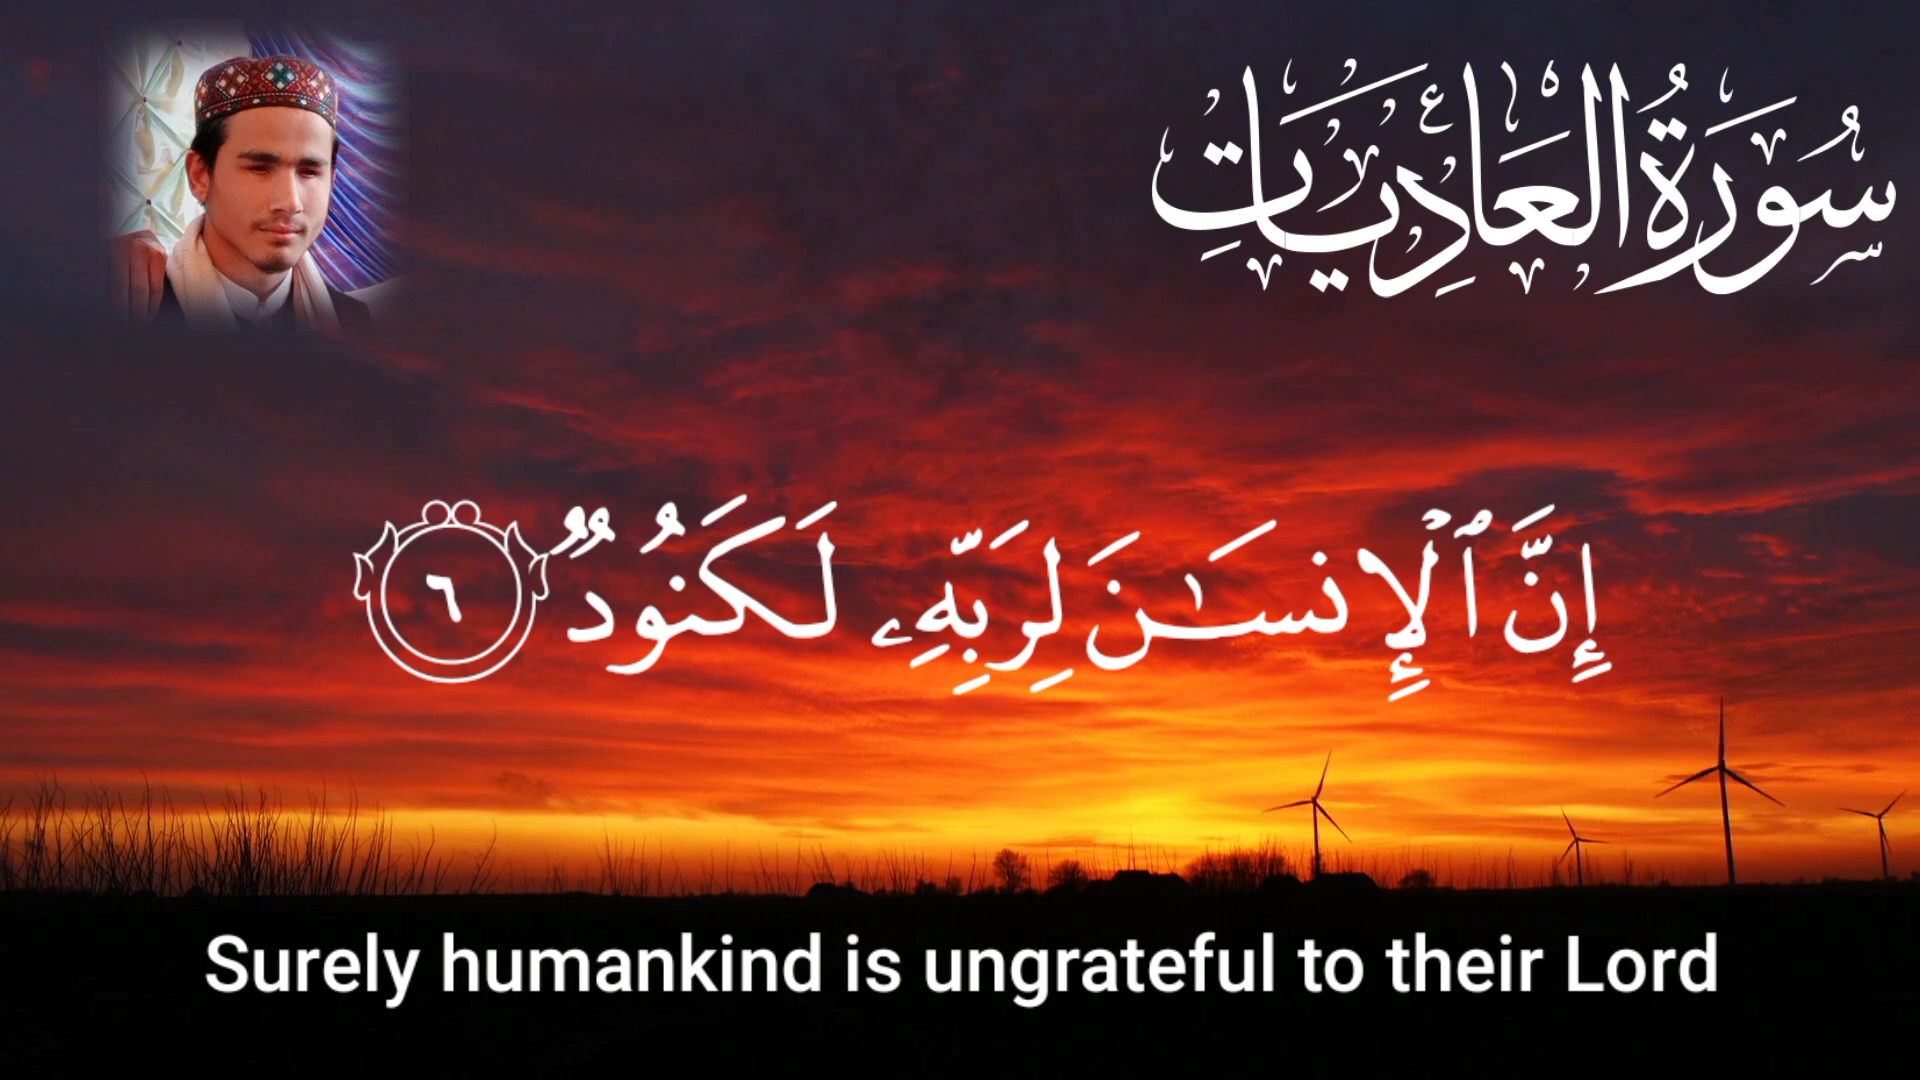 سُورَةُ العَادِيَاتِ
إِنَّ ٱلْإِنسَـٰنَ لِرَبِّهِۦ لَكَنُودٌ ٦
Surely humankind is ungrateful to their Lord